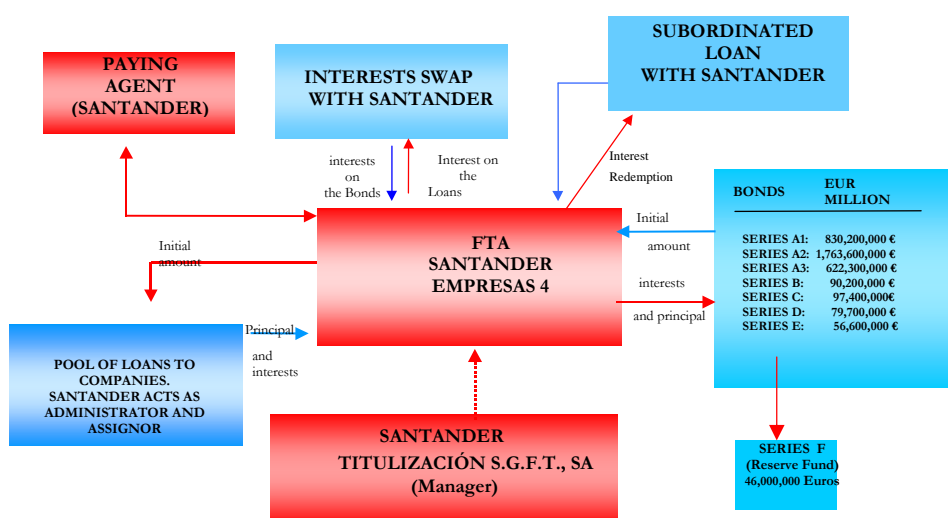 SUBORDINATED
LOAN
WITH SANTANDER
PAYING
AGENT
(SANTANDER)
INTERESTS SWAP
WITH SANTANDER
interests
on
the Bonds
Interest on
the
Loans
Interest
Redemption
BONDS
EUR
MILLION
SERIES A1: 830,200,000 €
SERIES A2: 1,763,600,000 €
SERIES A3: 622,300,000 €
SERIES B: 90,200,000 €
SERIES C: 97,400,000€
SERIES D: 79,700,000 €
SERIES E: 56,600,000 €
Initial
amount
FTA
SANTANDER
EMPRESAS 4
Initial
amount
interests
and principal
Principal
and
interests
POOL OF LOANS TO
COMPANIES.
SANTANDER ACTS AS
ADMINISTRATOR AND
ASSIGNOR
SANTANDER
TITULIZACIÓN S.G.F.T., SA
(Manager)
SERIES F
(Reserve Fund)
46,000,000 Euros